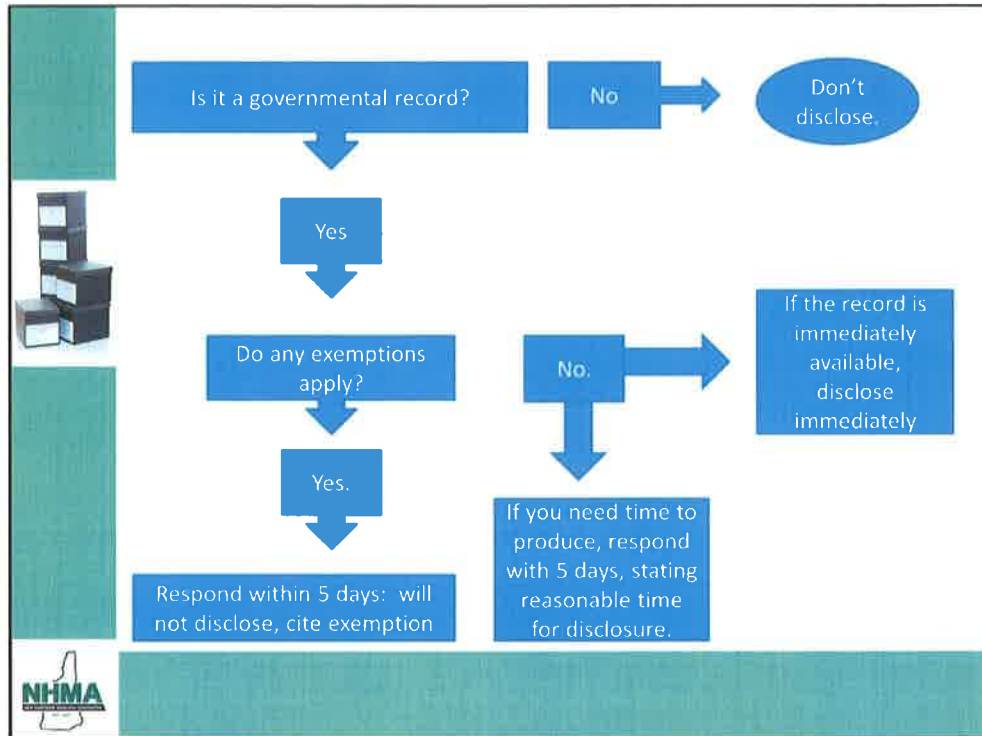 Is it a governmental record?
No
Don't
disclose.
Yes
Do any exemptions
apply?
No.
If the record is
immediately
available,
disclose
immediately
Yes.
If you need time to
produce, respond
with 5 days, stating
reasonable time
for disclosure.
Respond within 5 days: will
not disclose, cite exemption
NHMA